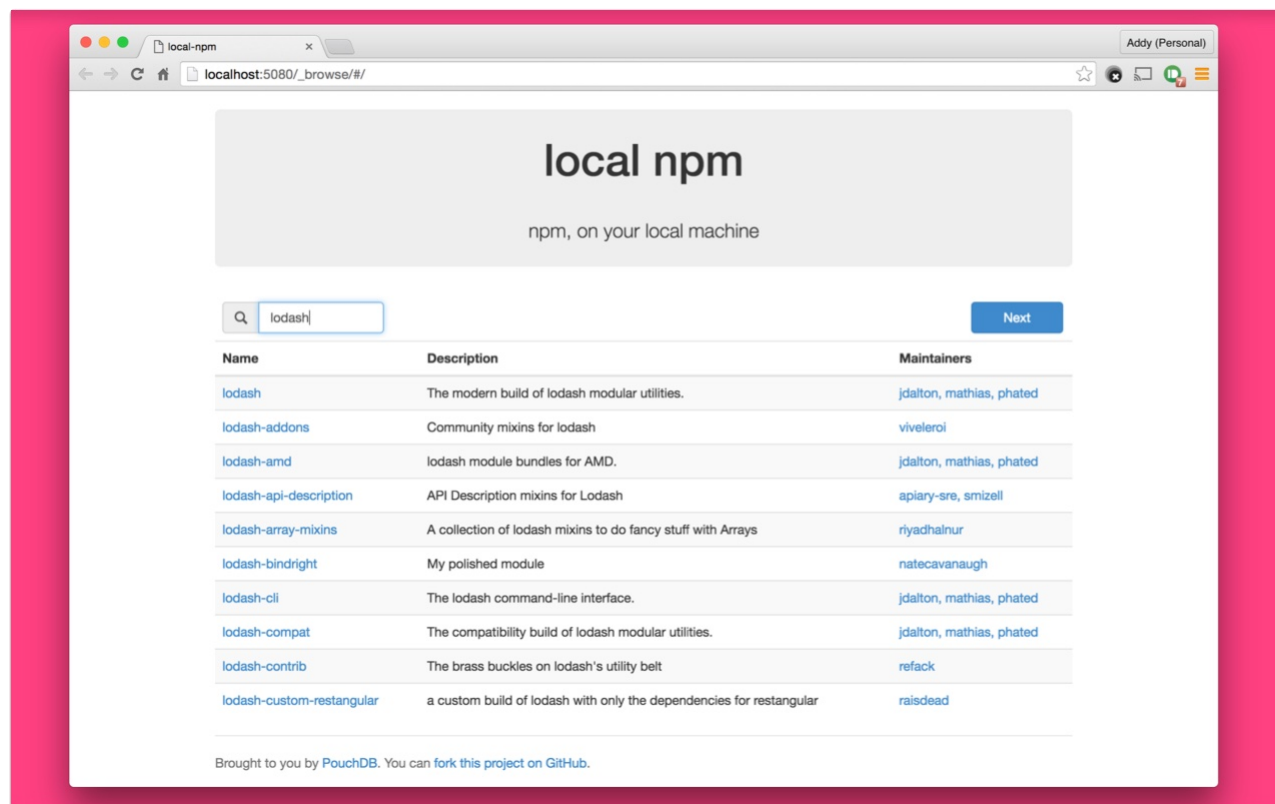 local-npm
Addy (Personal)
localhost:5080/_browse/#/
7
local npm
npm, on your local machine
lodash
Next
Name Description Maintainers
lodash The modern build of lodash modular utilities. jdalton, mathias, phated
lodash-addons Community mixins for lodash viveleroi
lodash-amd lodash module bundles for AMD. jdalton, mathias, phated
lodash-api-description API Description mixins for Lodash apiary-sre, smizell
lodash-array-mixins A collection of lodash mixins to do fancy stuff with Arrays riyadhalnur
lodash-bindright My polished module natecavanaugh
lodash-cli The lodash command-line interface. jdalton, mathias, phated
lodash-compat The compatibility build of lodash modular utilities. jdalton, mathias, phated
lodash-contrib The brass buckles on lodash's utility belt refack
lodash-custom-restangular a custom build of lodash with only the dependencies for restangular raisdead
Brought to you by PouchDB. You can fork this project on GitHub.